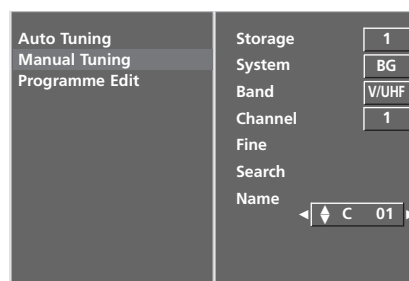 Auto Tuning
Manual Tuning
Programme Edit
Storage 1
System BG
Band V/UHF
Channel 1
Fine
Search
Name
C 01